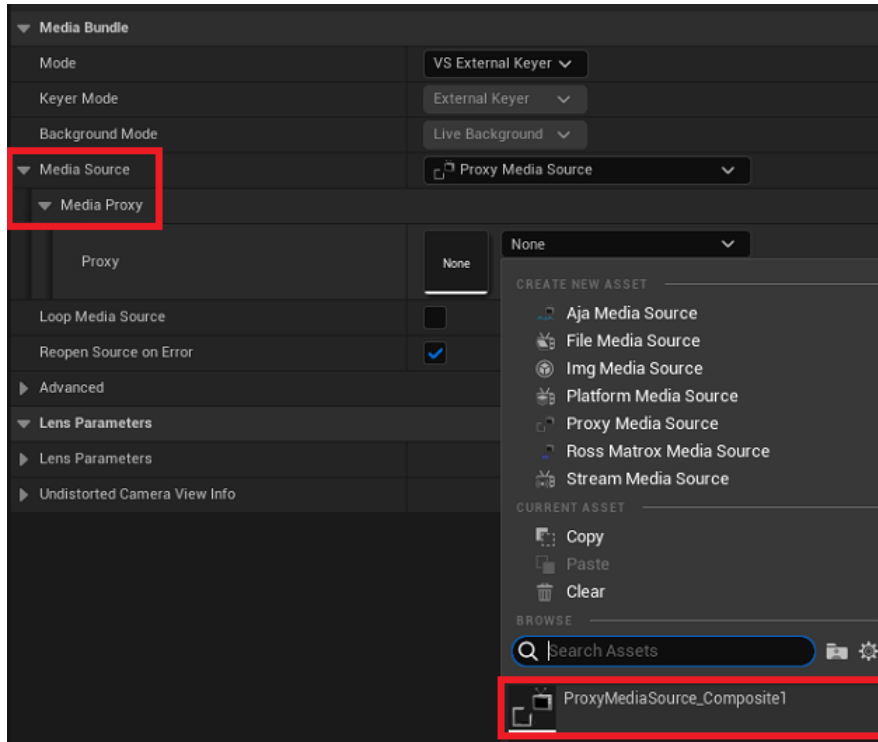 Media Bundle
Mode
VS External Keyer
Keyer Mode
External Keyer
Background Mode
Live Background
Media Source
Proxy Media Source
Media Proxy
Proxy
None
None
CREATE NEW ASSET
Aja Media Source
File Media Source
Img Media Source
Platform Media Source
Proxy Media Source
Ross Matrox Media Source
Stream Media Source
CURRENT ASSET
Copy
Paste
Clear
BROWSE
Search Assets
ProxyMediaSource_Composite1
Loop Media Source
Reopen Source on Error
Advanced
Lens Parameters
Lens Parameters
Undistorted Camera View Info